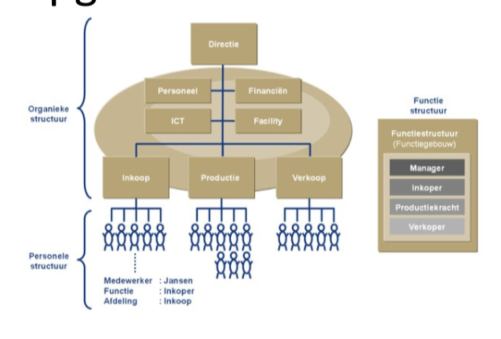 Directie
Personeel
Financiën
ICT
Facility
Organieke
structuur
Inkoop
Productie
Verkoop
Personele
structuur
Medewerker : Jansen
Functie : Inkoper
Afdeling : Inkoop
Functie
structuur
Functiestructuur
(Functiegebouw)
Manager
Inkoper
Productiekracht
Verkoper